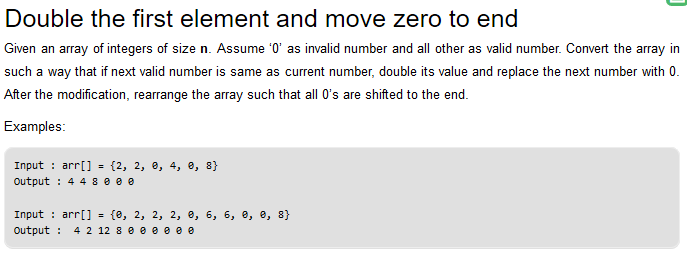 Double the first element and move zero to end
Given an array of integers of size n. Assume ‘0’ as invalid number and all other as valid number. Convert the array in
such a way that if next valid number is same as current number, double its value and replace the next number with 0.
After the modification, rearrange the array such that all 0’s are shifted to the end.
Examples:
Input : arr[] = {2, 2, 0, 4, 0, 8}
Output : 4 4 8 0 0 0
Input : arr[] = {0, 2, 2, 2, 0, 6, 6, 0, 0, 8}
Output :  4 2 12 8 0 0 0 0 0 0